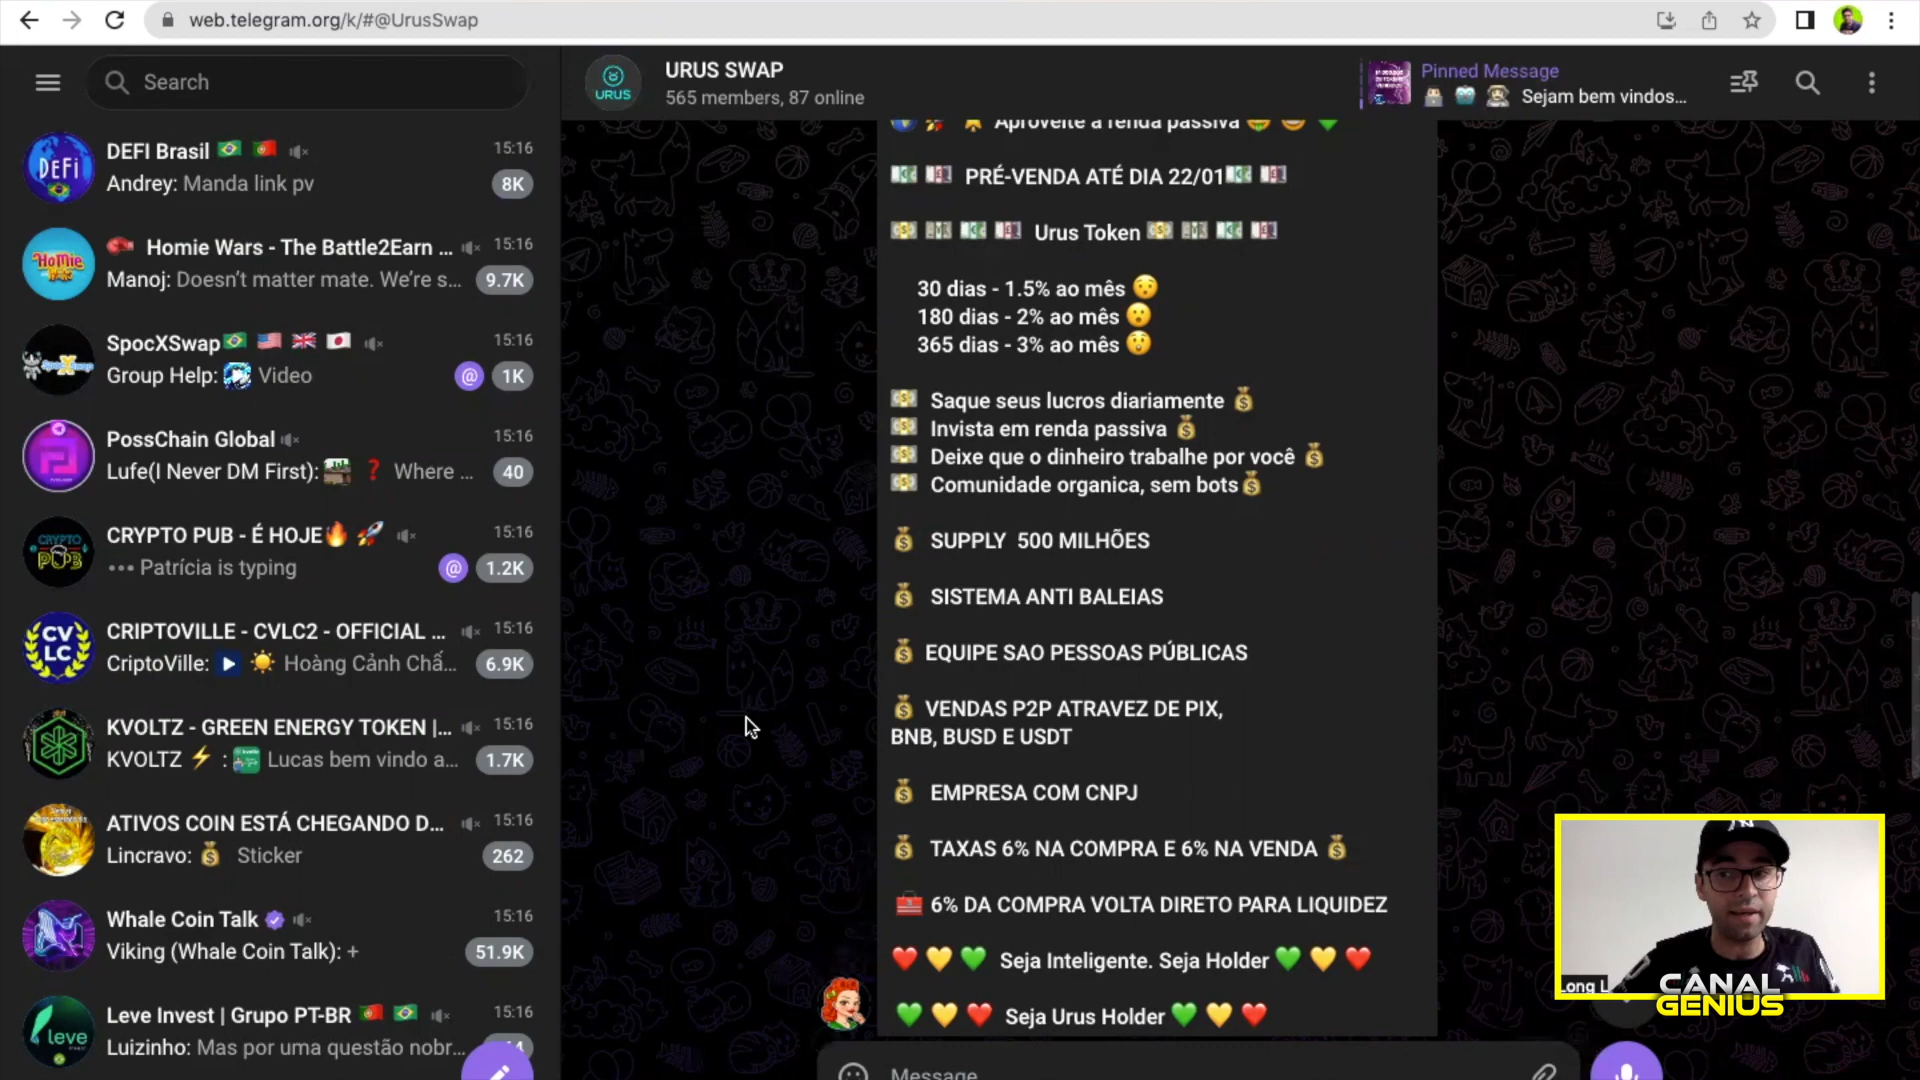 web.telegram.org/k/#@UrusSwap
Search
DEFI Brasil
15:16
Andrey: Manda link pv
8K
Homie Wars - The Battle2Earn ...
15:16
Manoj: Doesn't matter mate. We're s...
9.7K
SpocXSwap
15:16
Group Help: Video
@ 1K
PossChain Global
15:16
Lufe(I Never DM First): Where ...
40
CRYPTO PUB - É HOJE
15:16
Patrícia is typing
@ 1.2K
CRIPTOVILLE - CVLC2 - OFFICIAL ...
15:16
CriptoVille: Hoàng Cảnh Chấ...
6.9K
KVOLTZ - GREEN ENERGY TOKEN |...
15:16
KVOLTZ : Lucas bem vindo a...
1.7K
ATIVOS COIN ESTÁ CHEGANDO D...
15:16
Lincravo: Sticker
262
Whale Coin Talk
15:16
Viking (Whale Coin Talk): +
51.9K
Leve Invest | Grupo PT-BR
15:16
Luizinho: Mas por uma questão nobr...
DEFI
HOMIE
CRYPTO
PUB
CV
LC
leve
URUS
URUS SWAP
565 members, 87 online
Pinned Message
Sejam bem vindos...
Aproveite a renda passiva
PRÉ-VENDA ATÉ DIA 22/01
Urus Token
30 dias - 1.5% ao mês
180 dias - 2% ao mês
365 dias - 3% ao mês
Saque seus lucros diariamente
Invista em renda passiva
Deixe que o dinheiro trabalhe por você
Comunidade organica, sem bots
SUPPLY 500 MILHÕES
SISTEMA ANTI BALEIAS
EQUIPE SAO PESSOAS PÚBLICAS
VENDAS P2P ATRAVEZ DE PIX,
BNB, BUSD E USDT
EMPRESA COM CNPJ
TAXAS 6% NA COMPRA E 6% NA VENDA
6% DA COMPRA VOLTA DIRETO PARA LIQUIDEZ
Seja Inteligente. Seja Holder
Seja Urus Holder
Message
Long L
CANAL
GENIUS